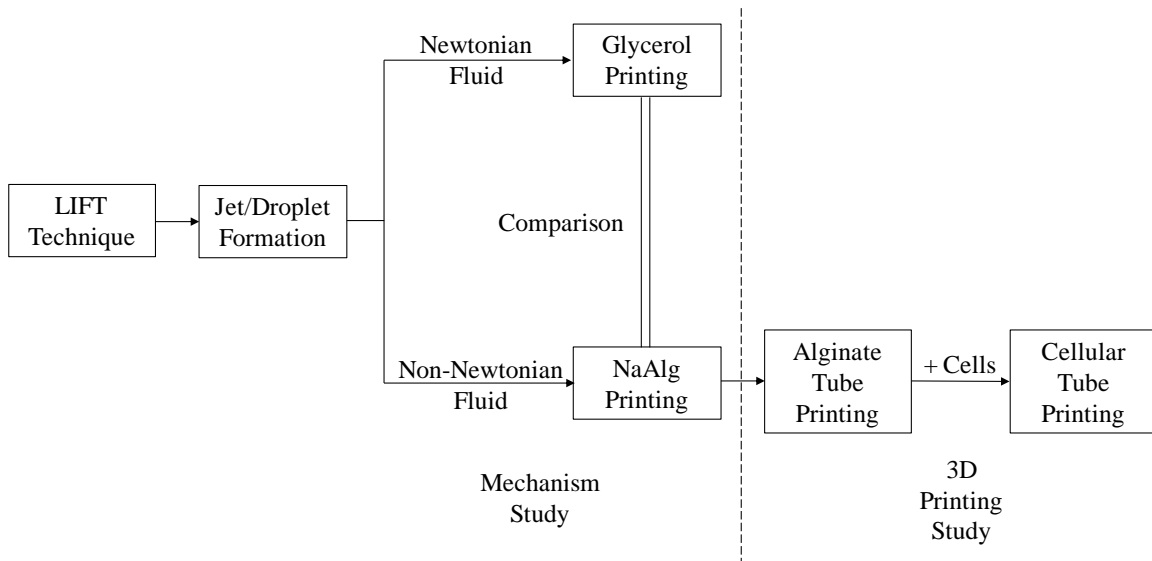 Newtonian
Fluid
Glycerol
Printing
LIFT
Technique
Jet/Droplet
Formation
Comparison
Non-Newtonian
Fluid
NaAlg
Printing
Alginate
Tube
Printing
+ Cells
Cellular
Tube
Printing
Mechanism
Study
3D
Printing
Study